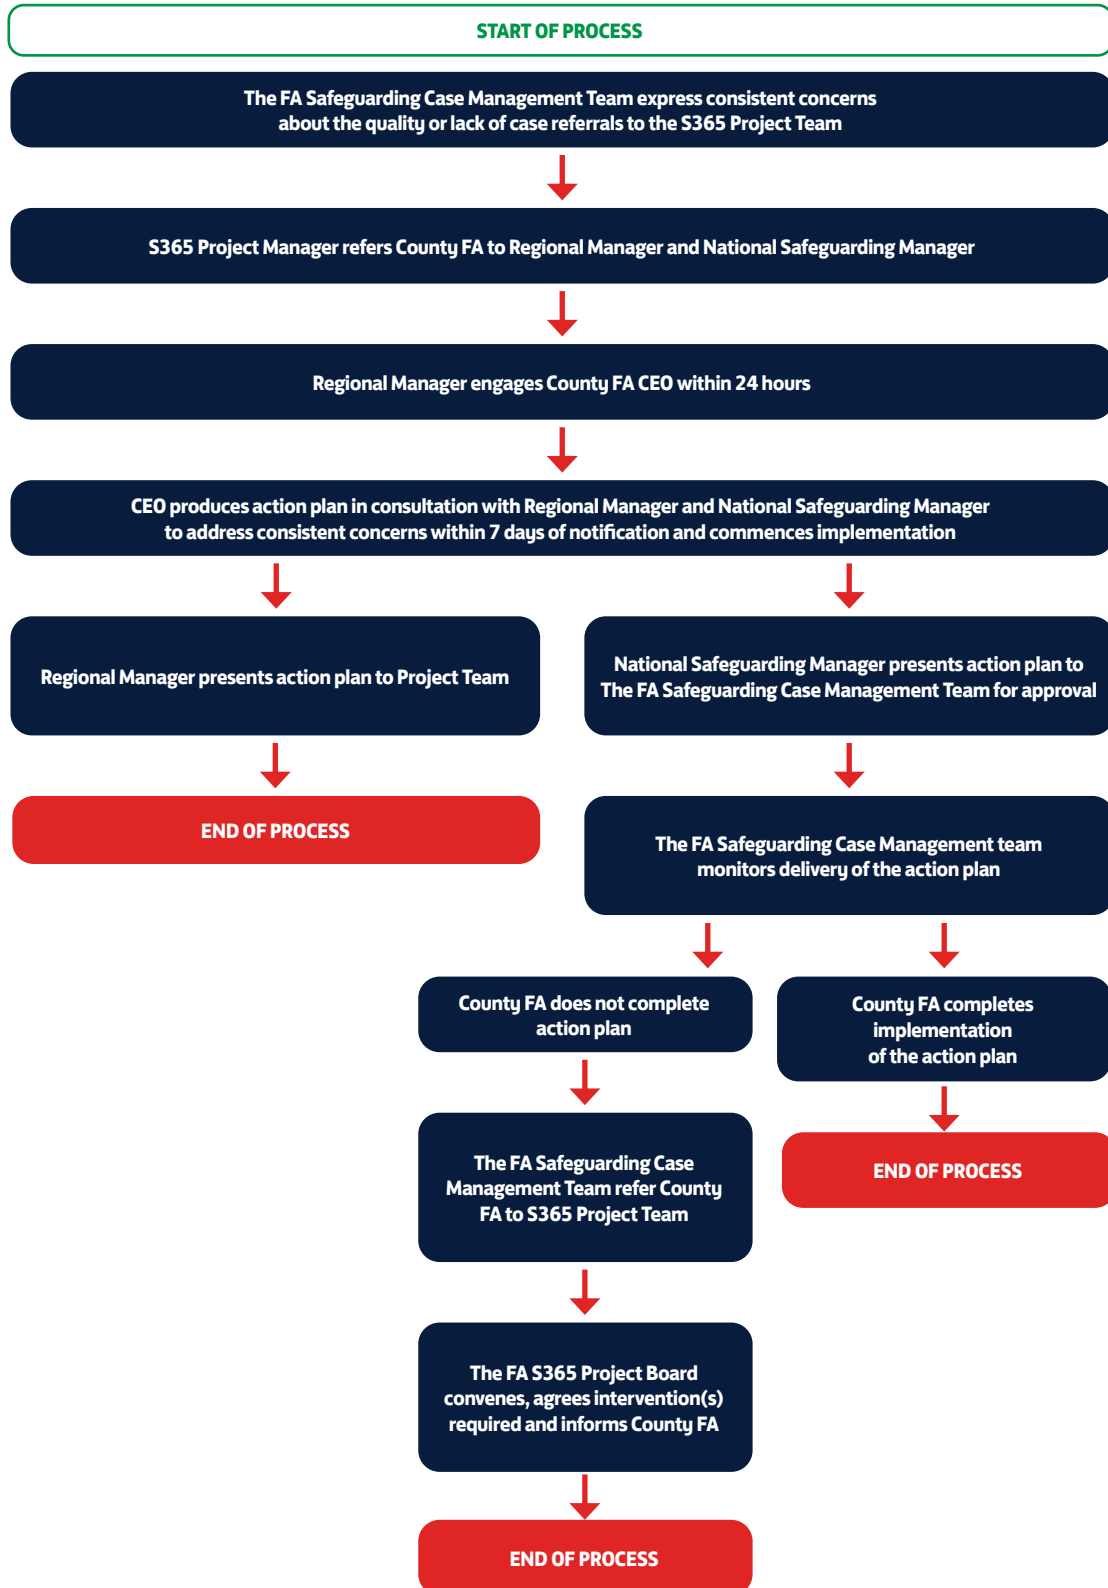 START OF PROCESS
The FA Safeguarding Case Management Team express consistent concerns
about the quality or lack of case referrals to the S365 Project Team
S365 Project Manager refers County FA to Regional Manager and National Safeguarding Manager
Regional Manager engages County FA CEO within 24 hours
CEO produces action plan in consultation with Regional Manager and National Safeguarding Manager
to address consistent concerns within 7 days of notification and commences implementation
Regional Manager presents action plan to Project Team
National Safeguarding Manager presents action plan to
The FA Safeguarding Case Management Team for approval
END OF PROCESS
The FA Safeguarding Case Management team
monitors delivery of the action plan
County FA does not complete
action plan
County FA completes
implementation
of the action plan
The FA Safeguarding Case
Management Team refer County
FA to S365 Project Team
END OF PROCESS
The FA S365 Project Board
convenes, agrees intervention(s)
required and informs County FA
END OF PROCESS